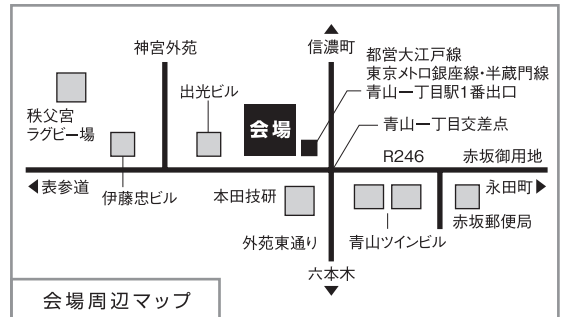 神宮外苑
▲
信濃町
都営大江戸線
東京メトロ銀座線・半蔵門線
青山一丁目駅1番出口
出光ビル
秩父宮
ラグビー場
会場
青山一丁目交差点
R246
赤坂御用地
◀表参道
伊藤忠ビル
本田技研
永田町▶
赤坂郵便局
外苑東通り
青山ツインビル
六本木
▼
会場周辺マップ